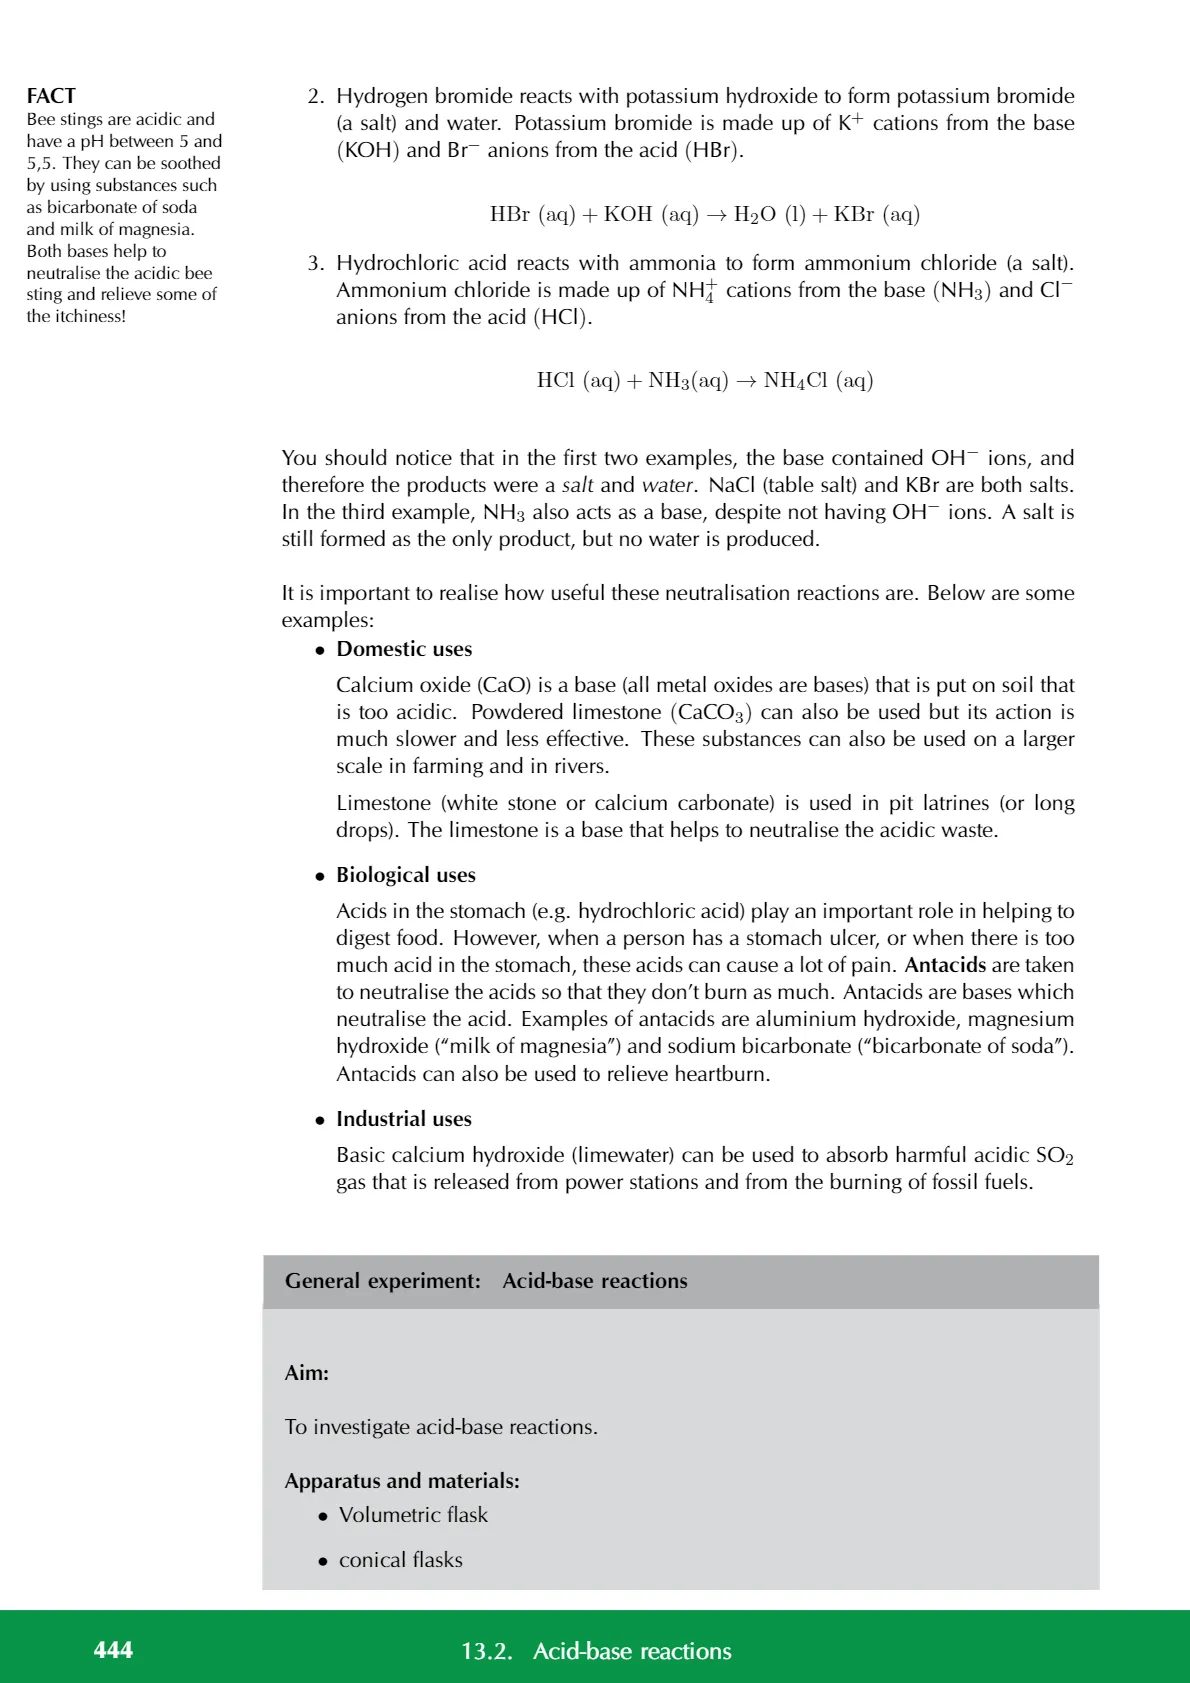 FACT
Bee stings are acidic and
have a pH between 5 and
5,5. They can be soothed
by using substances such
as bicarbonate of soda
and milk of magnesia.
Both bases help to
neutralise the acidic bee
sting and relieve some of
the itchiness!
2. Hydrogen bromide reacts with potassium hydroxide to form potassium bromide
(a salt) and water. Potassium bromide is made up of K⁺ cations from the base
(KOH) and Br⁻ anions from the acid (HBr).
HBr (aq) + KOH (aq) → H₂O (l) + KBr (aq)
3. Hydrochloric acid reacts with ammonia to form ammonium chloride (a salt).
Ammonium chloride is made up of NH₄⁺ cations from the base (NH₃) and Cl⁻
anions from the acid (HCl).
HCl (aq) + NH₃(aq) → NH₄Cl (aq)
You should notice that in the first two examples, the base contained OH⁻ ions, and
therefore the products were a salt and water. NaCl (table salt) and KBr are both salts.
In the third example, NH₃ also acts as a base, despite not having OH⁻ ions. A salt is
still formed as the only product, but no water is produced.
It is important to realise how useful these neutralisation reactions are. Below are some
examples:
• Domestic uses
Calcium oxide (CaO) is a base (all metal oxides are bases) that is put on soil that
is too acidic. Powdered limestone (CaCO₃) can also be used but its action is
much slower and less effective. These substances can also be used on a larger
scale in farming and in rivers.
Limestone (white stone or calcium carbonate) is used in pit latrines (or long
drops). The limestone is a base that helps to neutralise the acidic waste.
• Biological uses
Acids in the stomach (e.g. hydrochloric acid) play an important role in helping to
digest food. However, when a person has a stomach ulcer, or when there is too
much acid in the stomach, these acids can cause a lot of pain. Antacids are taken
to neutralise the acids so that they don't burn as much. Antacids are bases which
neutralise the acid. Examples of antacids are aluminium hydroxide, magnesium
hydroxide (“milk of magnesia”) and sodium bicarbonate (“bicarbonate of soda”).
Antacids can also be used to relieve heartburn.
• Industrial uses
Basic calcium hydroxide (limewater) can be used to absorb harmful acidic SO₂
gas that is released from power stations and from the burning of fossil fuels.
General experiment: Acid-base reactions
Aim:
To investigate acid-base reactions.
Apparatus and materials:
• Volumetric flask
• conical flasks
444 13.2. Acid-base reactions